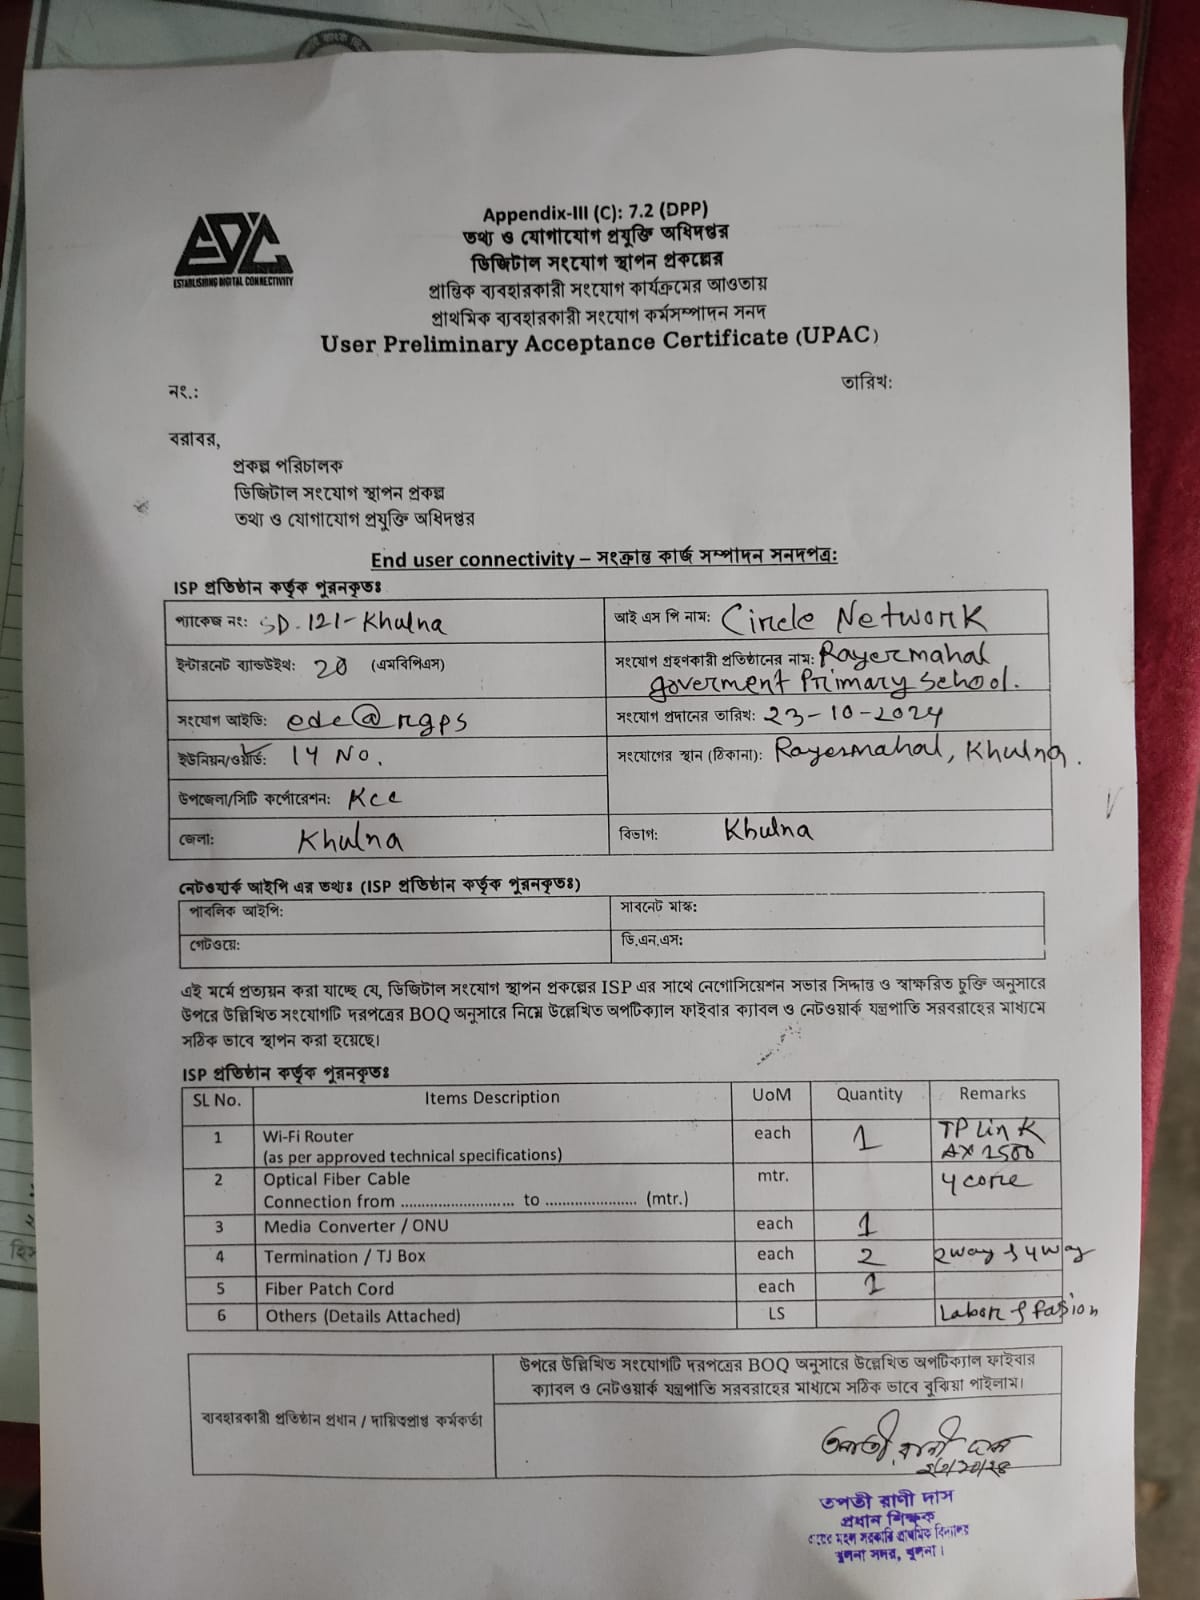 EDC
ESTABLISHING DIGITAL CONNECTIVITY
Appendix-III (C): 7.2 (DPP)
তথ্য ও যোগাযোগ প্রযুক্তি অধিদপ্তর
ডিজিটাল সংযোগ স্থাপন প্রকল্পের
প্রান্তিক ব্যবহারকারী সংযোগ কার্যক্রমের আওতায়
প্রাথমিক ব্যবহারকারী সংযোগ কর্মসম্পাদন সনদ
User Preliminary Acceptance Certificate (UPAC)
নং.:
তারিখ:
বরাবর,
প্রকল্প পরিচালক
ডিজিটাল সংযোগ স্থাপন প্রকল্প
তথ্য ও যোগাযোগ প্রযুক্তি অধিদপ্তর
End user connectivity – সংক্রান্ত কার্জ সম্পাদন সনদপত্র:
ISP প্রতিষ্ঠান কর্তৃক পূরনকৃতঃ
প্যাকেজ নং: SD-121-Khulna
আই এস পি নাম: Circle Network
ইন্টারনেট ব্যান্ডউইথ: 20 (এমবিপিএস)
সংযোগ গ্রহণকারী প্রতিষ্ঠানের নাম: Rayermahal
goverment Primary School.
সংযোগ আইডি: edc@rgps
সংযোগ প্রদানের তারিখ: 23-10-2024
ইউনিয়ন/ওয়ার্ড: 14 No.
সংযোগের স্থান (ঠিকানা): Rayermahal, Khulna.
উপজেলা/সিটি কর্পোরেশন: Kcc
জেলা: Khulna
বিভাগ: Khulna
নেটওয়ার্ক আইপি এর তথ্যঃ (ISP প্রতিষ্ঠান কর্তৃক পূরনকৃতঃ)
পাবলিক আইপি:
সাবনেট মাস্ক:
গেটওয়ে:
ডি.এন.এস:
এই মর্মে প্রত্যয়ন করা যাচ্ছে যে, ডিজিটাল সংযোগ স্থাপন প্রকল্পের ISP এর সাথে নেগোসিয়েশন সভার সিদ্দান্ত ও স্বাক্ষরিত চুক্তি অনুসারে
উপরে উল্লিখিত সংযোগটি দরপত্রের BOQ অনুসারে নিম্নে উল্লেখিত অপটিক্যাল ফাইবার ক্যাবল ও নেটওয়ার্ক যন্ত্রপাতি সরবরাহের মাধ্যমে
সঠিক ভাবে স্থাপন করা হয়েছে।
ISP প্রতিষ্ঠান কর্তৃক পূরনকৃতঃ
SL No. Items Description UoM Quantity Remarks
1 Wi-Fi Router each 1 TP Link
(as per approved technical specifications) AX 1500
2 Optical Fiber Cable mtr. 4 core
Connection from ........................... to ...................... (mtr.)
3 Media Converter / ONU each 1
4 Termination / TJ Box each 2 2way & 4way
5 Fiber Patch Cord each 1
6 Others (Details Attached) LS Labor &
উপরে উল্লিখিত সংযোগটি দরপত্রের BOQ অনুসারে উল্লেখিত অপটিক্যাল ফাইবার
ক্যাবল ও নেটওয়ার্ক যন্ত্রপাতি সরবরাহের মাধ্যমে সঠিক ভাবে বুঝিয়া পাইলাম।
ব্যবহারকারী প্রতিষ্ঠান প্রধান / দায়িত্বপ্রাপ্ত কর্মকর্তা
তপতী রানী দাস
তপতী রাণী দাস
প্রধান শিক্ষক
মহল সরকারি প্রাথমিক বিদ্যালয়
খুলনা সদর, খুলনা।